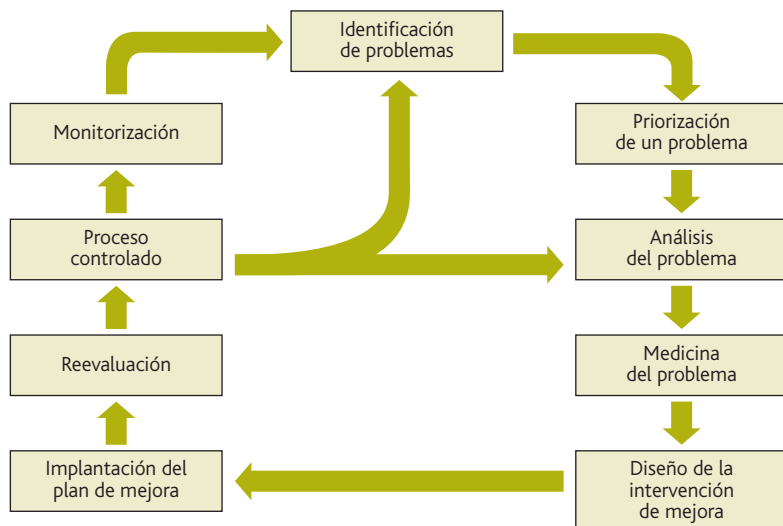 Identificación
de problemas
Monitorización
Priorización
de un problema
Proceso
controlado
Análisis
del problema
Reevaluación
Medicina
del problema
Implantación del
plan de mejora
Diseño de la
intervención
de mejora